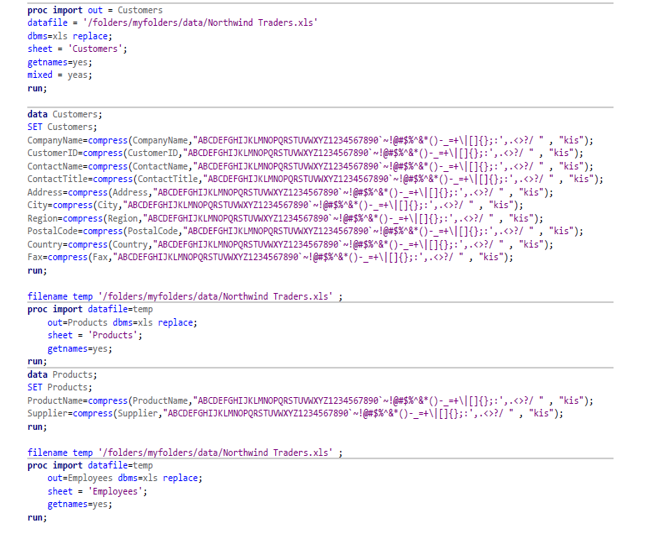 proc import out = Customers
datafile = '/folders/myfolders/data/Northwind Traders.xls'
dbms=xls replace;
sheet = 'Customers';
getnames=yes;
mixed = yeas;
run;
data Customers;
SET Customers;
CompanyName=compress(CompanyName,"ABCDEFGHIJKLMNOPQRSTUVWXYZ1234567890`~!@#$%^&*()-_=+\|[]{};:',.<>?/ " , "kis");
CustomerID=compress(CustomerID,"ABCDEFGHIJKLMNOPQRSTUVWXYZ1234567890`~!@#$%^&*()-_=+\|[]{};:',.<>?/ " , "kis");
ContactName=compress(ContactName,"ABCDEFGHIJKLMNOPQRSTUVWXYZ1234567890`~!@#$%^&*()-_=+\|[]{};:',.<>?/ " , "kis");
ContactTitle=compress(ContactTitle,"ABCDEFGHIJKLMNOPQRSTUVWXYZ1234567890`~!@#$%^&*()-_=+\|[]{};:',.<>?/ " , "kis");
Address=compress(Address,"ABCDEFGHIJKLMNOPQRSTUVWXYZ1234567890`~!@#$%^&*()-_=+\|[]{};:',.<>?/ " , "kis");
City=compress(City,"ABCDEFGHIJKLMNOPQRSTUVWXYZ1234567890`~!@#$%^&*()-_=+\|[]{};:',.<>?/ " , "kis");
Region=compress(Region,"ABCDEFGHIJKLMNOPQRSTUVWXYZ1234567890`~!@#$%^&*()-_=+\|[]{};:',.<>?/ " , "kis");
PostalCode=compress(PostalCode,"ABCDEFGHIJKLMNOPQRSTUVWXYZ1234567890`~!@#$%^&*()-_=+\|[]{};:',.<>?/ " , "kis");
Country=compress(Country,"ABCDEFGHIJKLMNOPQRSTUVWXYZ1234567890`~!@#$%^&*()-_=+\|[]{};:',.<>?/ " , "kis");
Fax=compress(Fax,"ABCDEFGHIJKLMNOPQRSTUVWXYZ1234567890`~!@#$%^&*()-_=+\|[]{};:',.<>?/ " , "kis");
run;
filename temp '/folders/myfolders/data/Northwind Traders.xls' ;
proc import datafile=temp
out=Products dbms=xls replace;
sheet = 'Products';
getnames=yes;
run;
data Products;
SET Products;
ProductName=compress(ProductName,"ABCDEFGHIJKLMNOPQRSTUVWXYZ1234567890`~!@#$%^&*()-_=+\|[]{};:',.<>?/ " , "kis");
Supplier=compress(Supplier,"ABCDEFGHIJKLMNOPQRSTUVWXYZ1234567890`~!@#$%^&*()-_=+\|[]{};:',.<>?/ " , "kis");
run;
filename temp '/folders/myfolders/data/Northwind Traders.xls' ;
proc import datafile=temp
out=Employees dbms=xls replace;
sheet = 'Employees';
getnames=yes;
run;